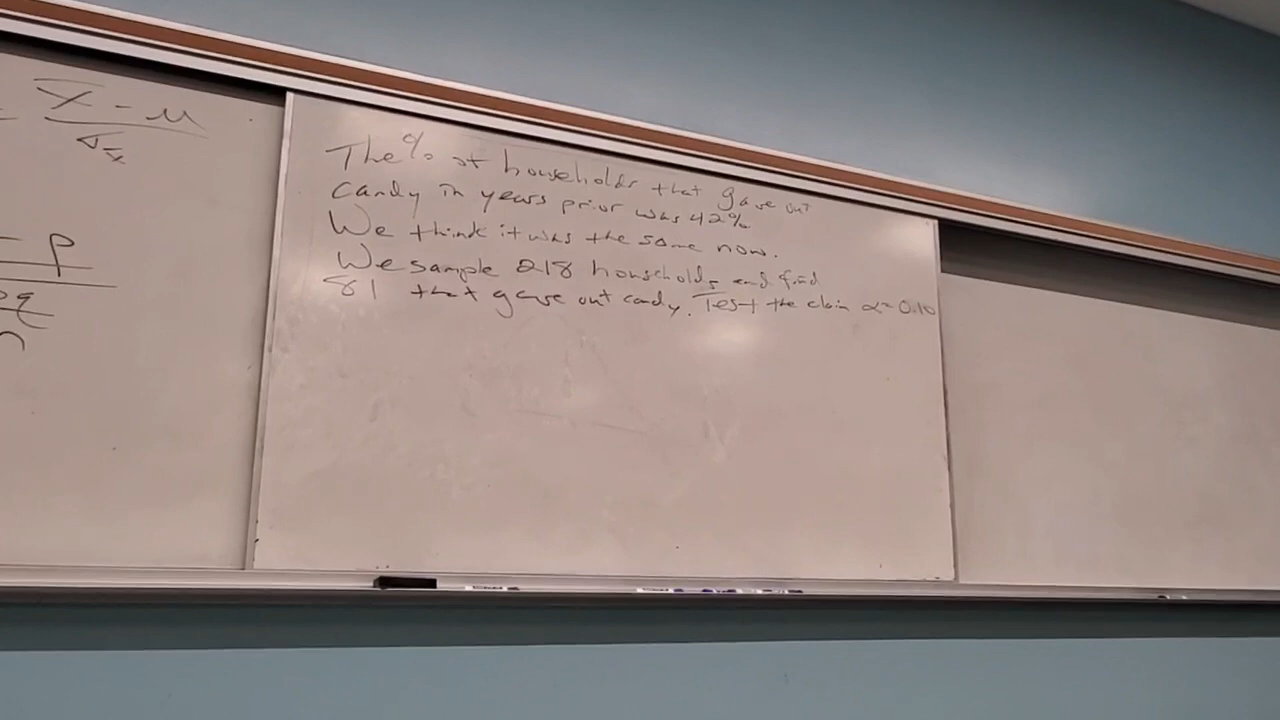 x̄ - μ
σx̄
- p
pq
n
The % of households that gave out
candy in years prior was 42%.
We think it was the same now.
We sample 218 households and find
81 that gave out candy. Test the claim α=0.10